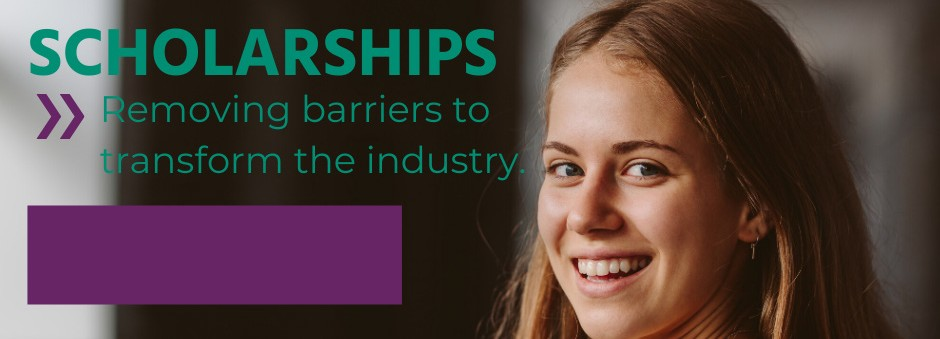 SCHOLARSHIPS
Removing barriers to
transform the industry.